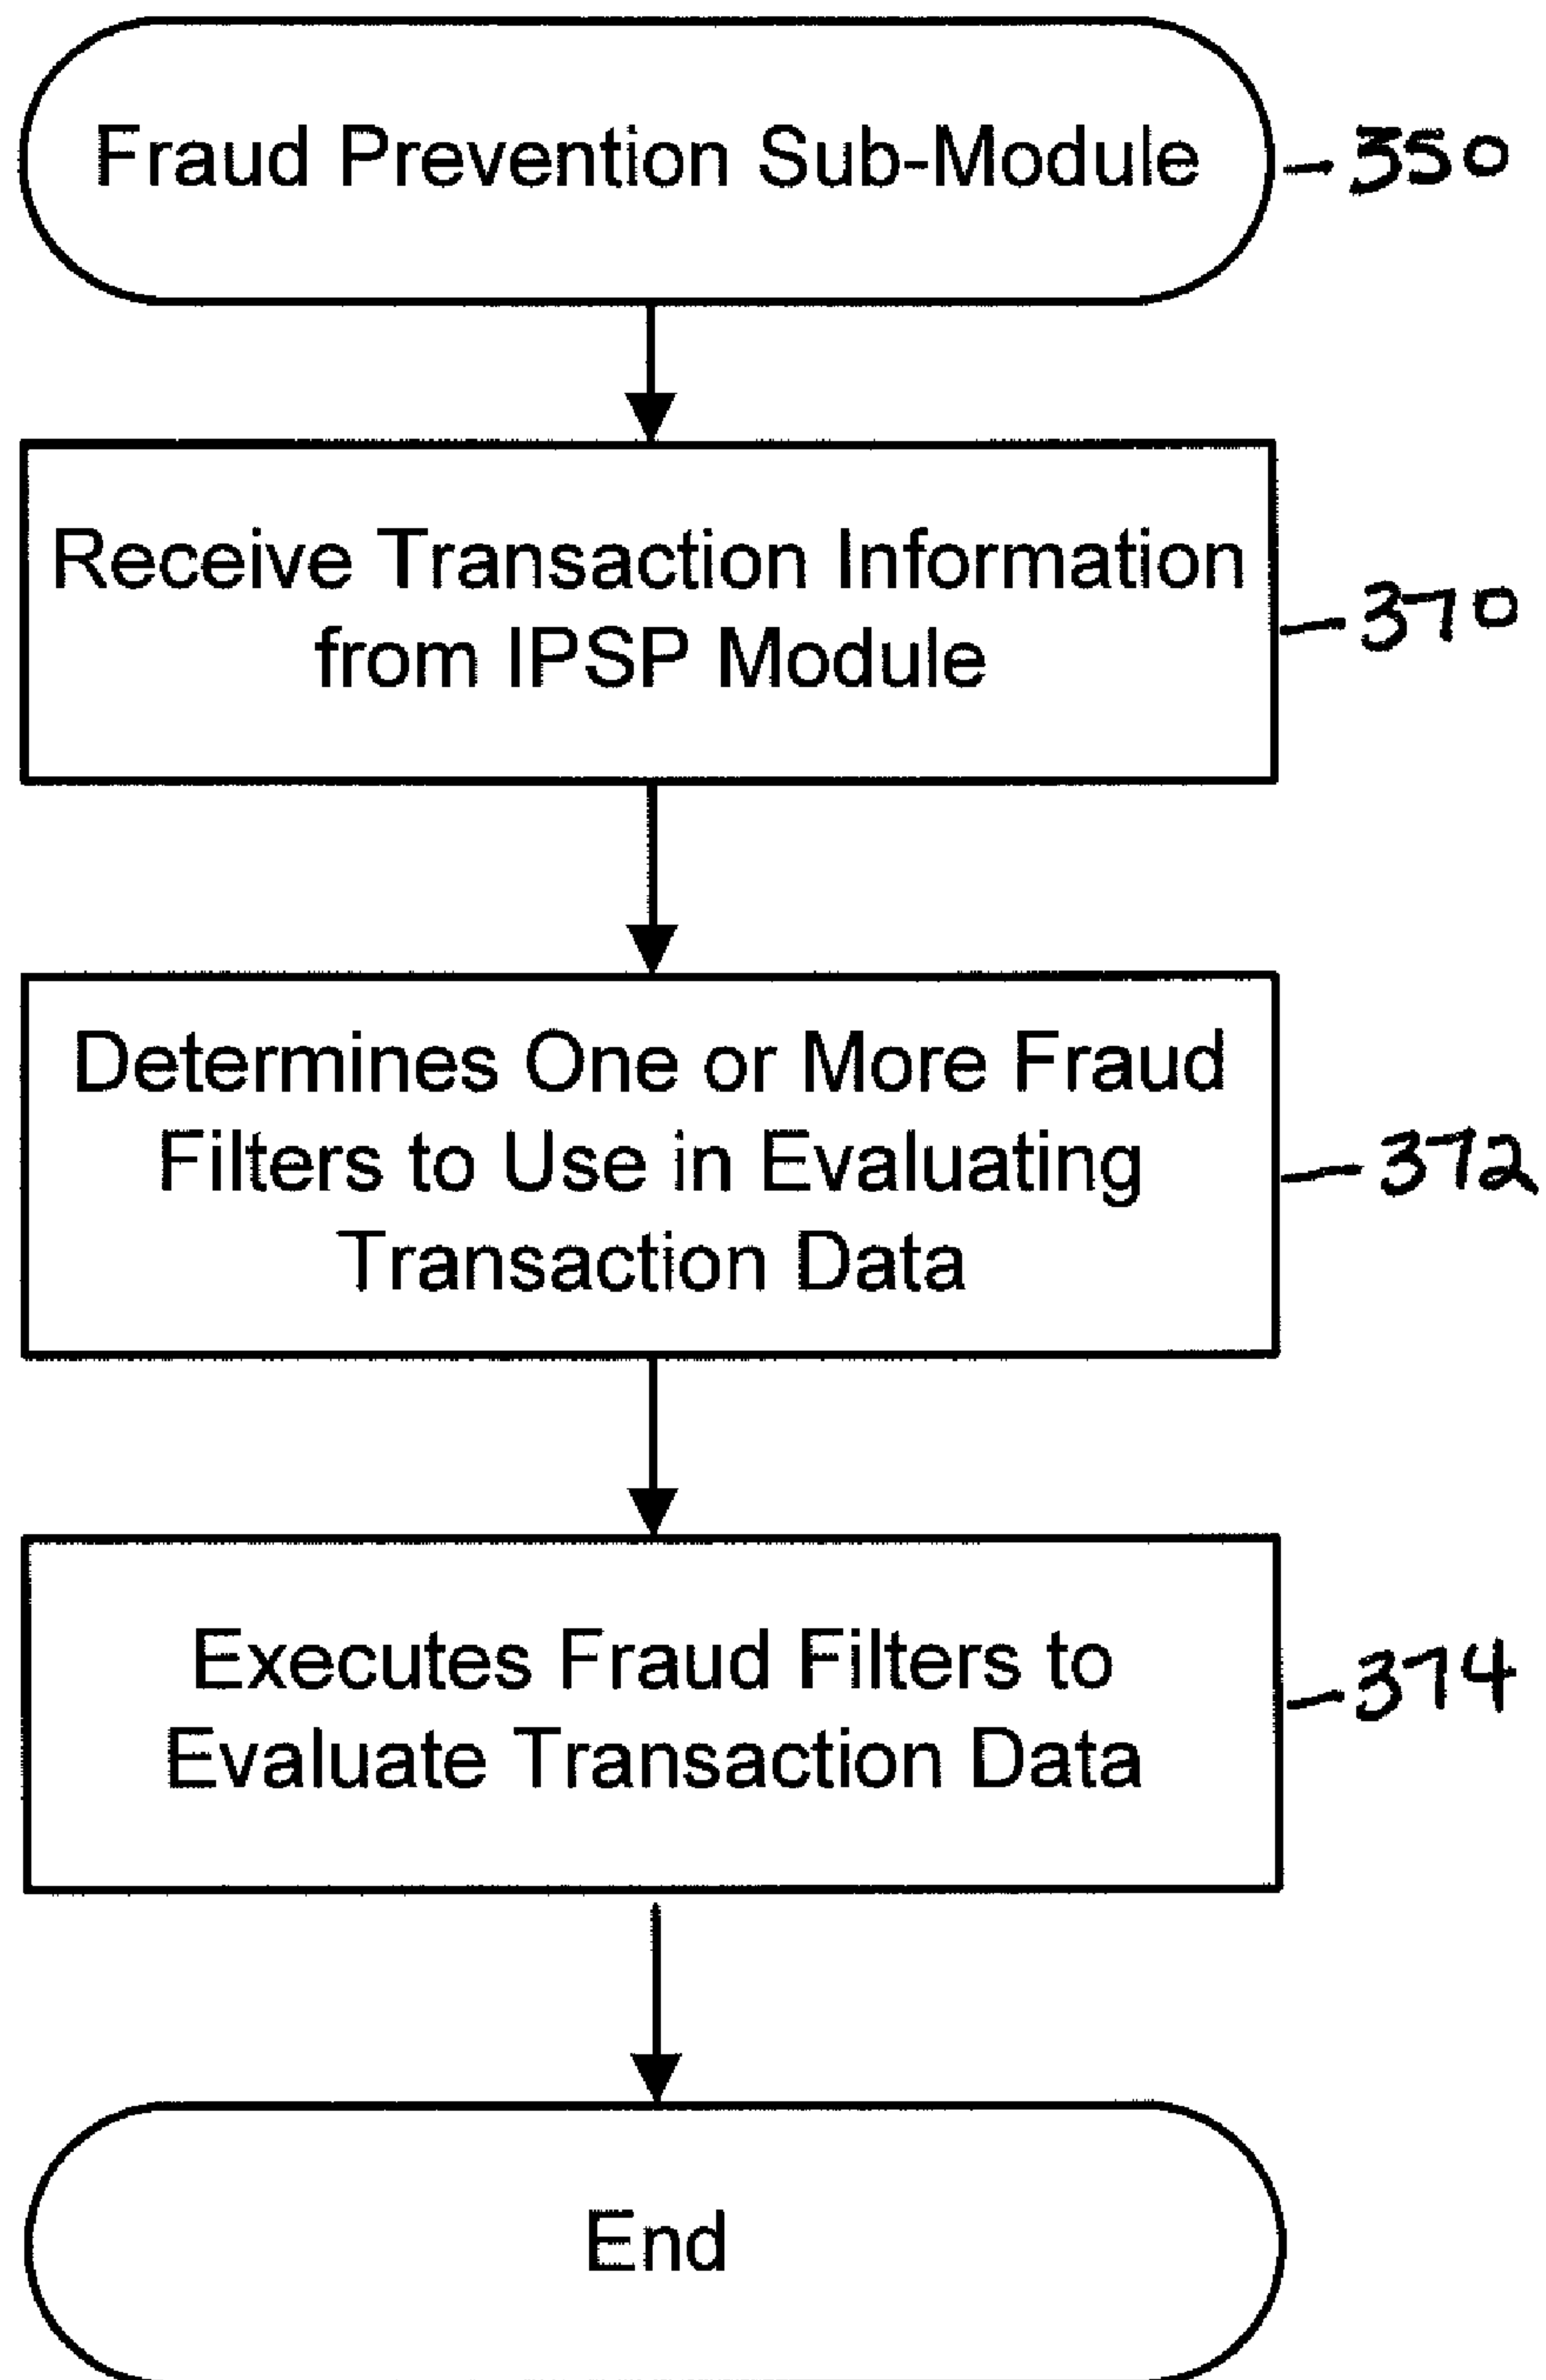 Fraud Prevention Sub-Module
350
Receive Transaction Information
from IPSP Module
370
Determines One or More Fraud
Filters to Use in Evaluating
Transaction Data
372
Executes Fraud Filters to
Evaluate Transaction Data
374
End